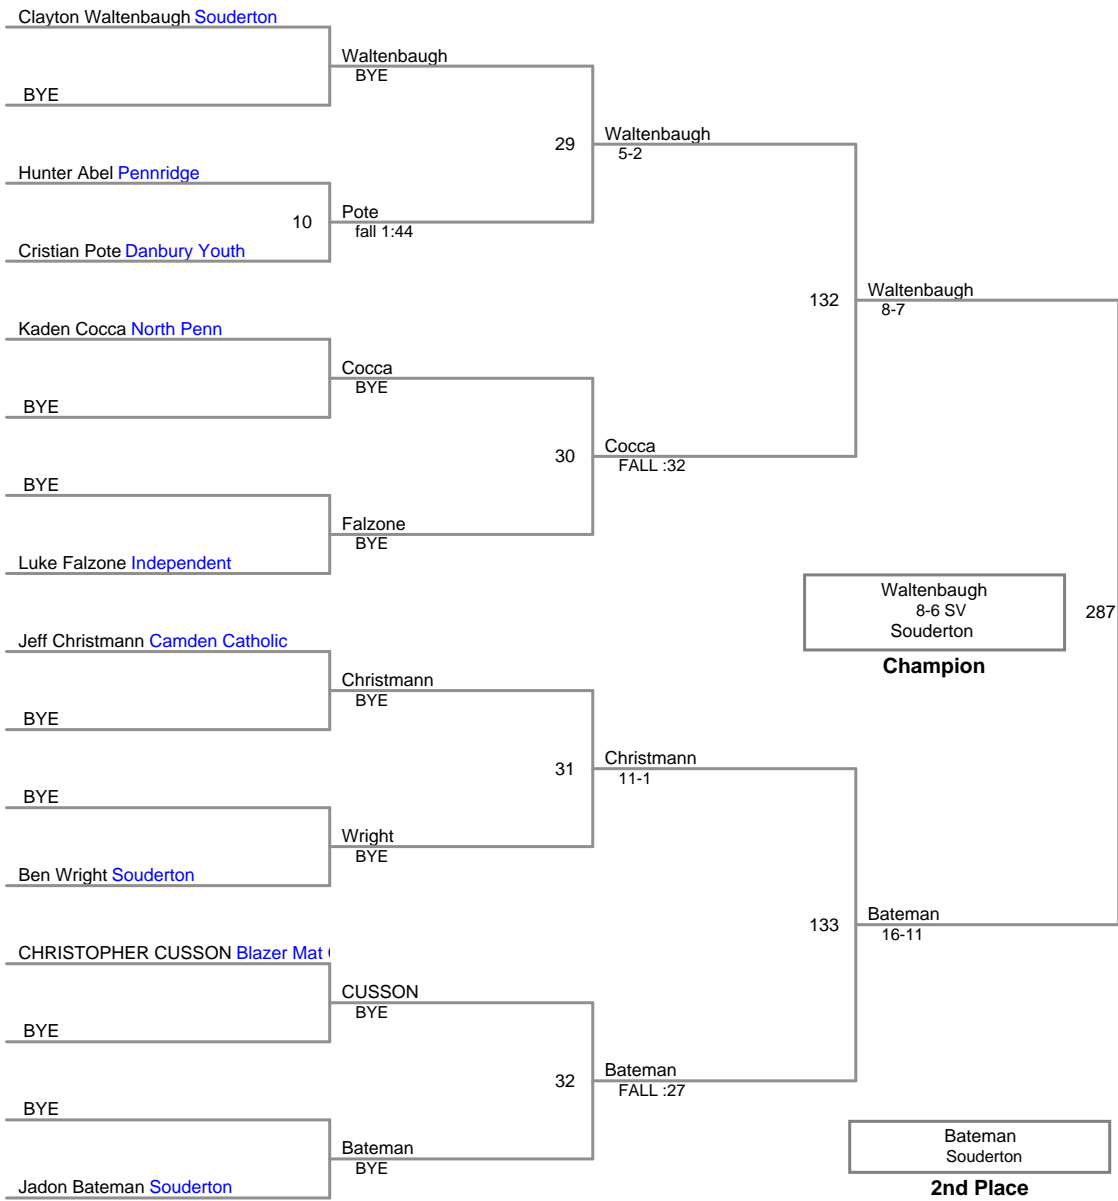 Clayton Waltenbaugh Souderton
BYE
Hunter Abel Pennridge
10
Cristian Pote Danbury Youth
Kaden Cocca North Penn
BYE
BYE
Luke Falzone Independent
Jeff Christmann Camden Catholic
BYE
BYE
Ben Wright Souderton
CHRISTOPHER CUSSON Blazer Mat
BYE
BYE
Jadon Bateman Souderton
Waltenbaugh
BYE
29
Pote
fall 1:44
Cocca
BYE
30
Falzone
BYE
Christmann
BYE
31
Wright
BYE
CUSSON
BYE
32
Bateman
BYE
Waltenbaugh
5-2
132
Cocca
FALL :32
Christmann
11-1
133
Bateman
FALL :27
Waltenbaugh
8-7
287
Bateman
16-11
Waltenbaugh
8-6 SV
Souderton
Champion
Bateman
Souderton
2nd Place